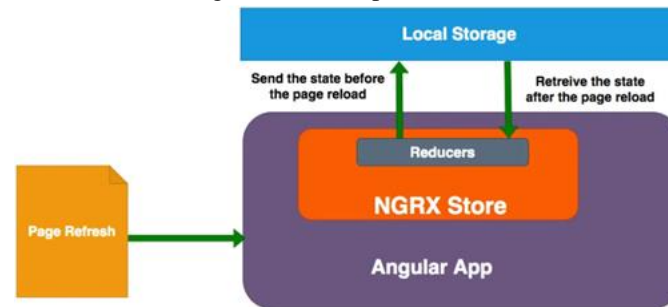 Local Storage
Send the state before
the page reload
Retreive the state
after the page reload
Reducers
NGRX Store
Page Refresh
Angular App